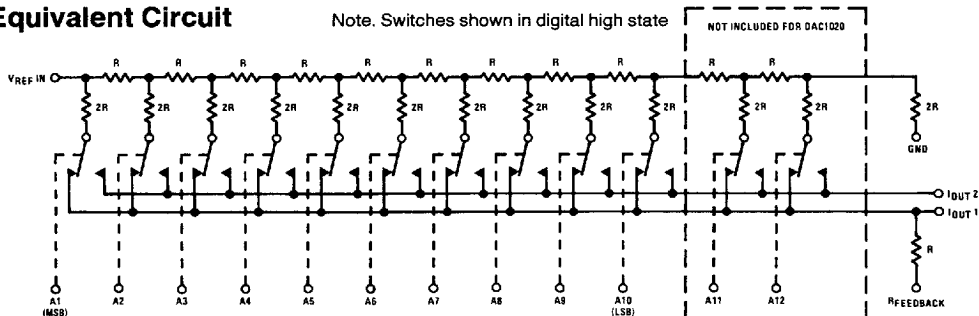 Equivalent Circuit
Note. Switches shown in digital high state
NOT INCLUDED FOR DAC1020
VREF IN R R R R R R R R R R R
2R 2R 2R 2R 2R 2R 2R 2R 2R 2R 2R 2R 2R
GND
IOUT 2
IOUT 1
R
A1 A2 A3 A4 A5 A6 A7 A8 A9 A10 A11 A12 RFEEDBACK
(MSB) (LSB)